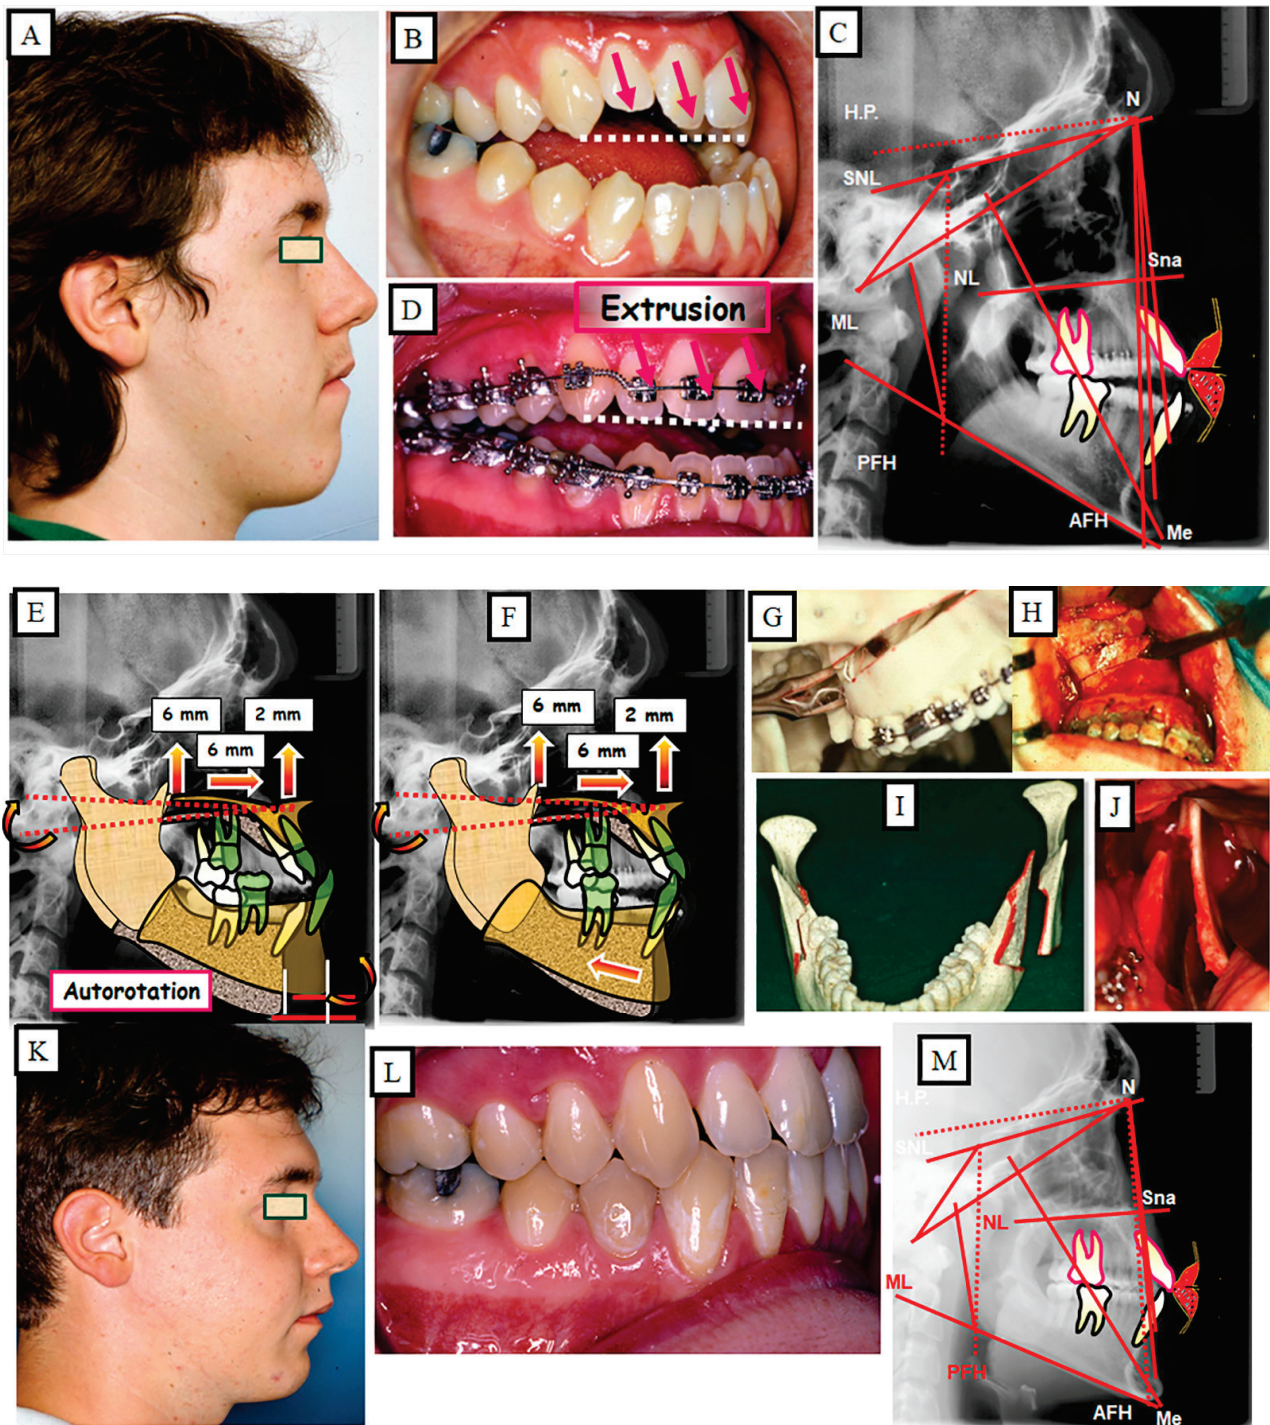 A
B
C
N
H.P.
SNL
Sna
NL
ML
PFH
AFH
Me
D
Extrusion
E
6 mm
2 mm
6 mm
Autorotation
F
6 mm
2 mm
6 mm
G
H
I
J
K
L
M
N
H.P.
SNL
Sna
NL
ML
PFH
AFH
Me